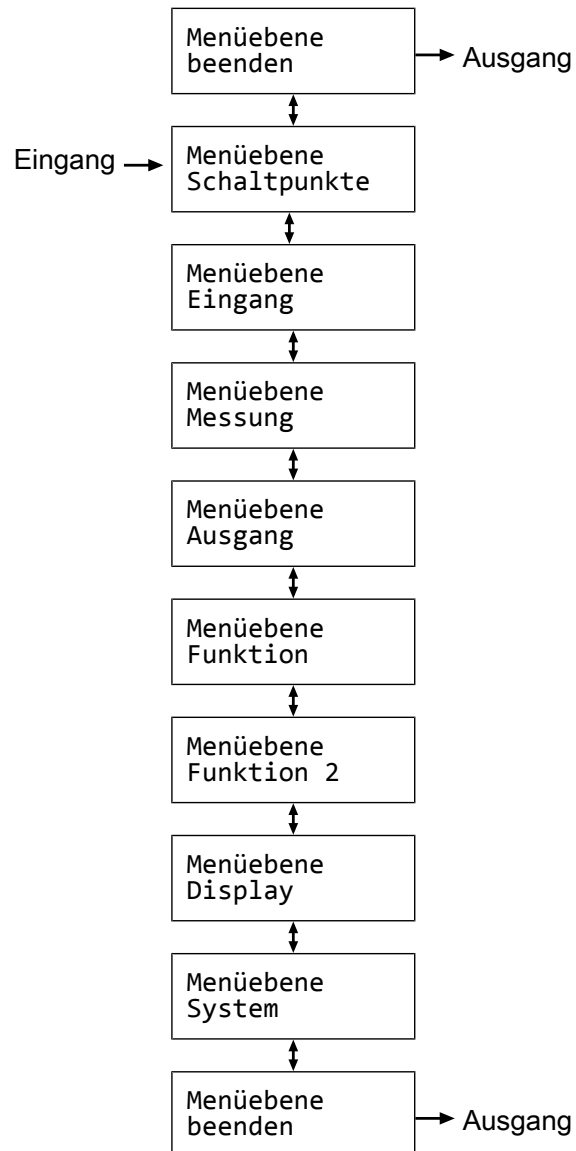 Menüebene
beenden
Ausgang
Eingang
Menüebene
Schaltpunkte
Menüebene
Eingang
Menüebene
Messung
Menüebene
Ausgang
Menüebene
Funktion
Menüebene
Funktion 2
Menüebene
Display
Menüebene
System
Menüebene
beenden
Ausgang